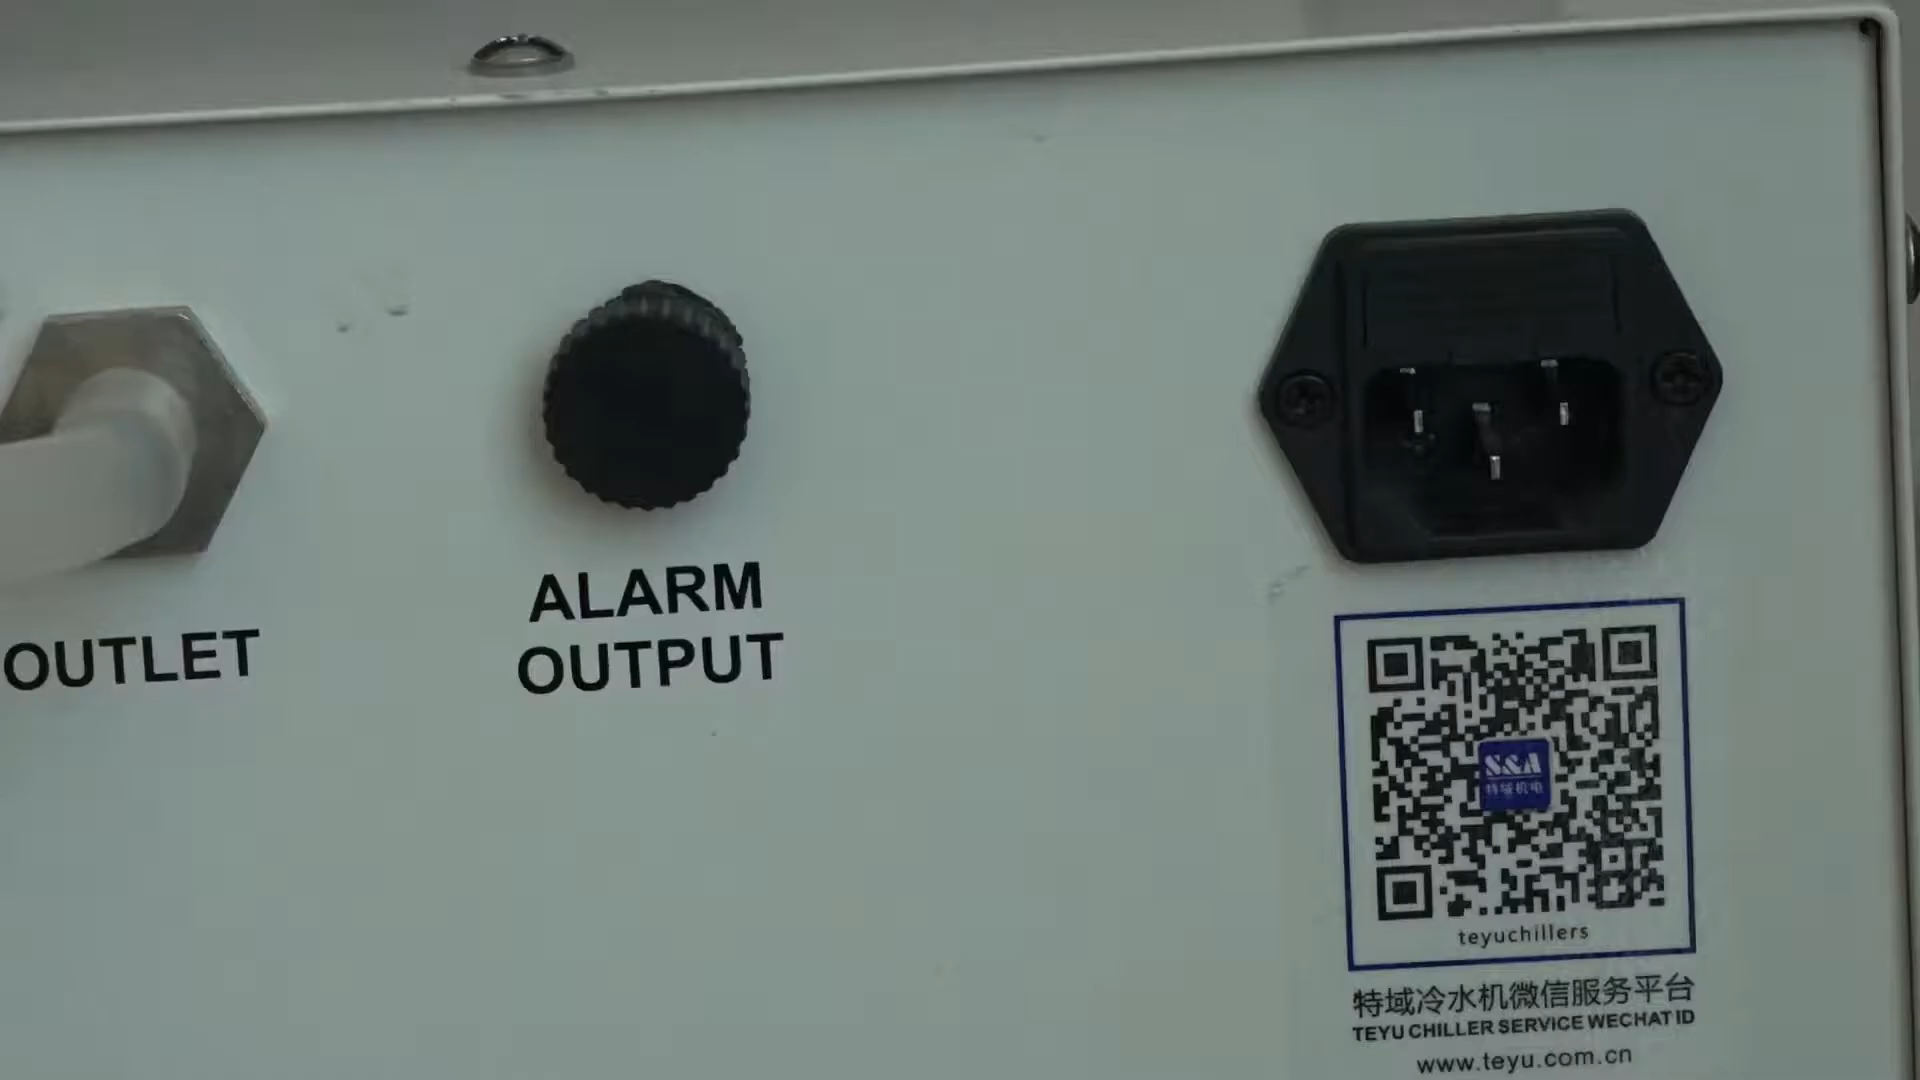 OUTLET
ALARM
OUTPUT
S&A
特域机电
teyuchillers
特域冷水机微信服务平台
TEYU CHILLER SERVICE WECHAT ID
www.teyu.com.cn